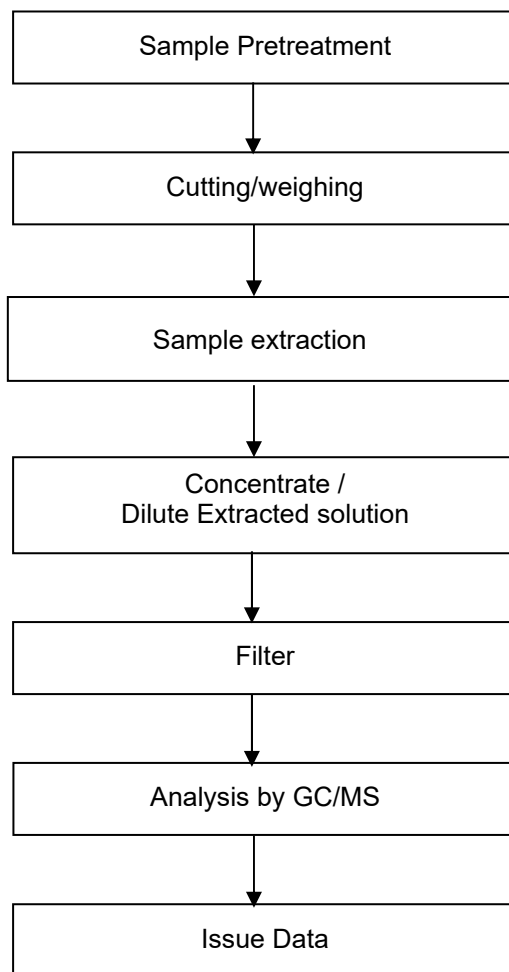 Sample Pretreatment
Cutting/weighing
Sample extraction
Concentrate /
Dilute Extracted solution
Filter
Analysis by GC/MS
Issue Data